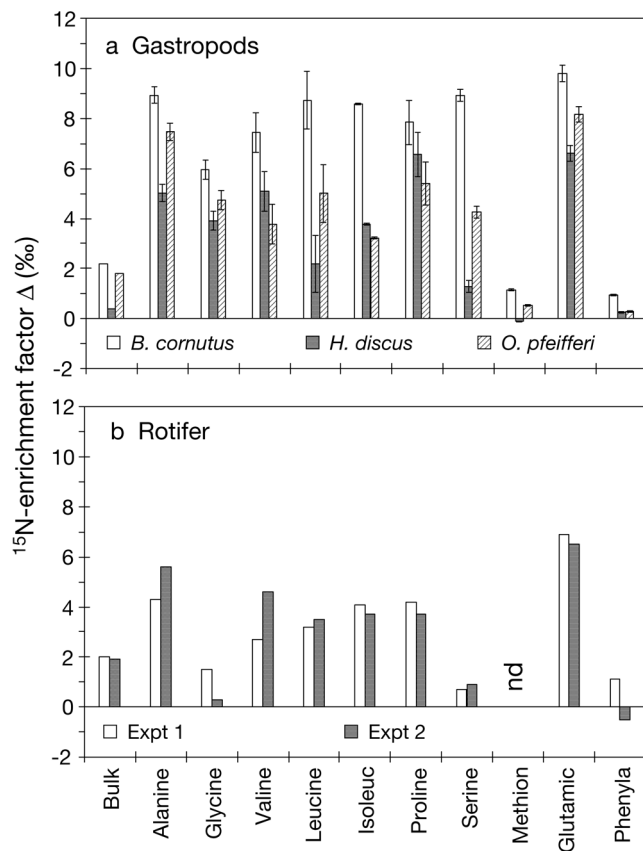 a Gastropods
12
10
8
6
4
2
0
-2
B. cornutus H. discus O. pfeifferi
¹⁵N-enrichment factor Δ (‰)
b Rotifer
12
10
8
6
4
2
0
-2
nd
Expt 1 Expt 2
Bulk
Alanine
Glycine
Valine
Leucine
Isoleuc
Proline
Serine
Methion
Glutamic
Phenyla